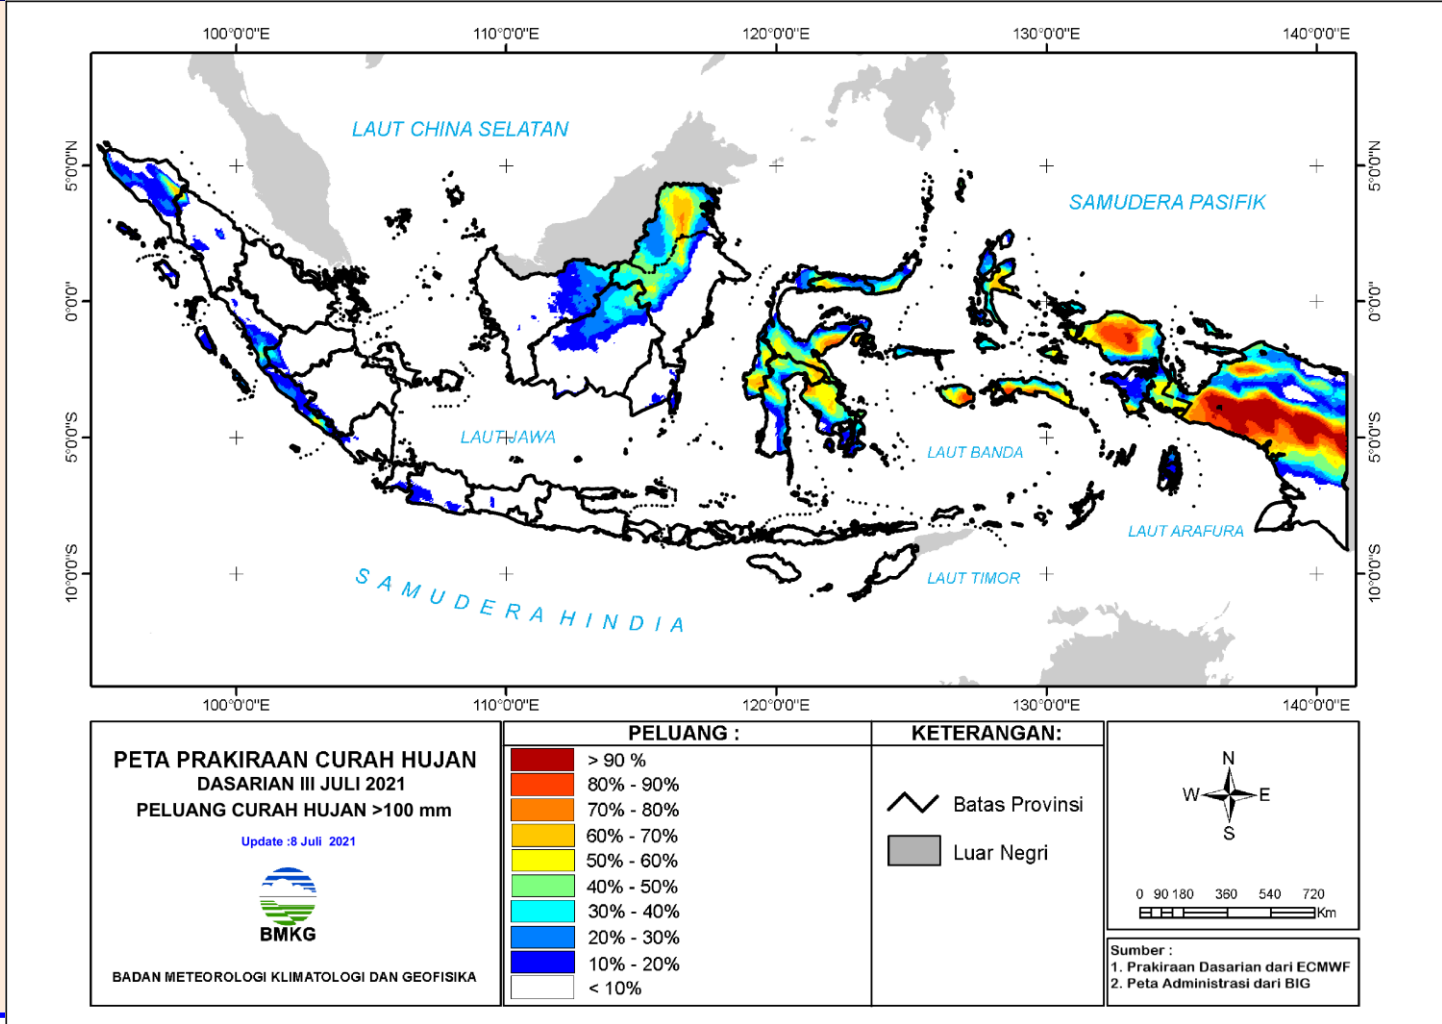 100°0'0"E 110°0'0"E 120°0'0"E 130°0'0"E 140°0'0"E
LAUT CHINA SELATAN
5°0'0"N 5°0'0"N
SAMUDERA PASIFIK
0°0'0" 0°0'0"
5°0'0"S LAUT JAWA 5°0'0"S
LAUT BANDA
LAUT ARAFURA
10°0'0"S LAUT TIMOR 10°0'0"S
SAMUDERA HINDIA
100°0'0"E 110°0'0"E 120°0'0"E 130°0'0"E 140°0'0"E
PETA PRAKIRAAN CURAH HUJAN
DASARIAN III JULI 2021
PELUANG CURAH HUJAN >100 mm
Update :8 Juli 2021
BMKG
BADAN METEOROLOGI KLIMATOLOGI DAN GEOFISIKA
PELUANG :
> 90 %
80% - 90%
70% - 80%
60% - 70%
50% - 60%
40% - 50%
30% - 40%
20% - 30%
10% - 20%
< 10%
KETERANGAN:
Batas Provinsi
Luar Negri
N
W E
S
0 90 180 360 540 720
Km
Sumber :
1. Prakiraan Dasarian dari ECMWF
2. Peta Administrasi dari BIG